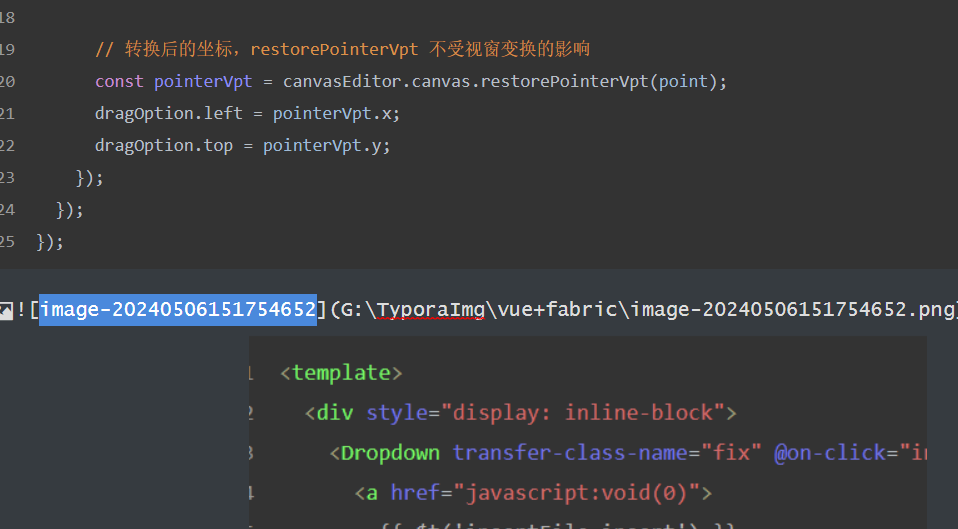 18
19 // 转换后的坐标，restorePointerVpt 不受视窗变换的影响
20 const pointerVpt = canvasEditor.canvas.restorePointerVpt(point);
21 dragOption.left = pointerVpt.x;
22 dragOption.top = pointerVpt.y;
23 });
24 });
25 });
![image-20240506151754652](G:\TyporaImg\vue+fabric\image-20240506151754652.png)
1 <template>
2 <div style="display: inline-block">
3 <Dropdown transfer-class-name="fix" @on-click="in
4 <a href="javascript:void(0)">